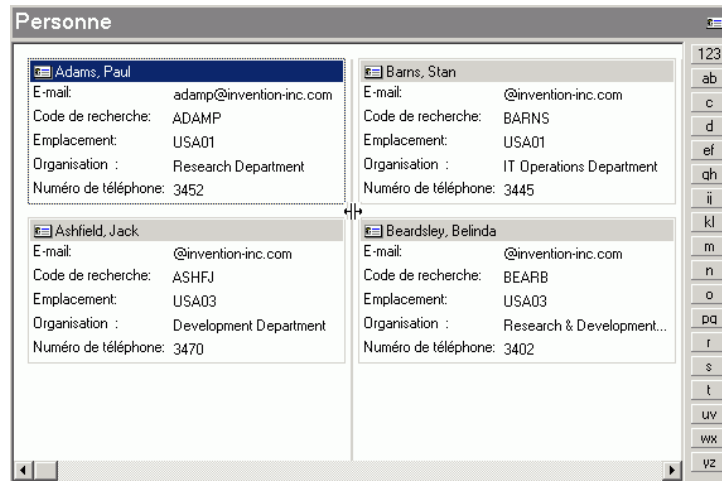 Personne
Adams, Paul
E-mail: adamp@invention-inc.com
Code de recherche: ADAMP
Emplacement: USA01
Organisation : Research Department
Numéro de téléphone: 3452
Ashfield, Jack
E-mail: @invention-inc.com
Code de recherche: ASHFJ
Emplacement: USA03
Organisation : Development Department
Numéro de téléphone: 3470
Barns, Stan
E-mail: @invention-inc.com
Code de recherche: BARNS
Emplacement: USA01
Organisation : IT Operations Department
Numéro de téléphone: 3445
Beardsley, Belinda
E-mail: @invention-inc.com
Code de recherche: BEARB
Emplacement: USA03
Organisation : Research & Development...
Numéro de téléphone: 3402
123
ab
c
d
ef
gh
ij
kl
m
n
o
pq
r
s
t
uv
wx
yz